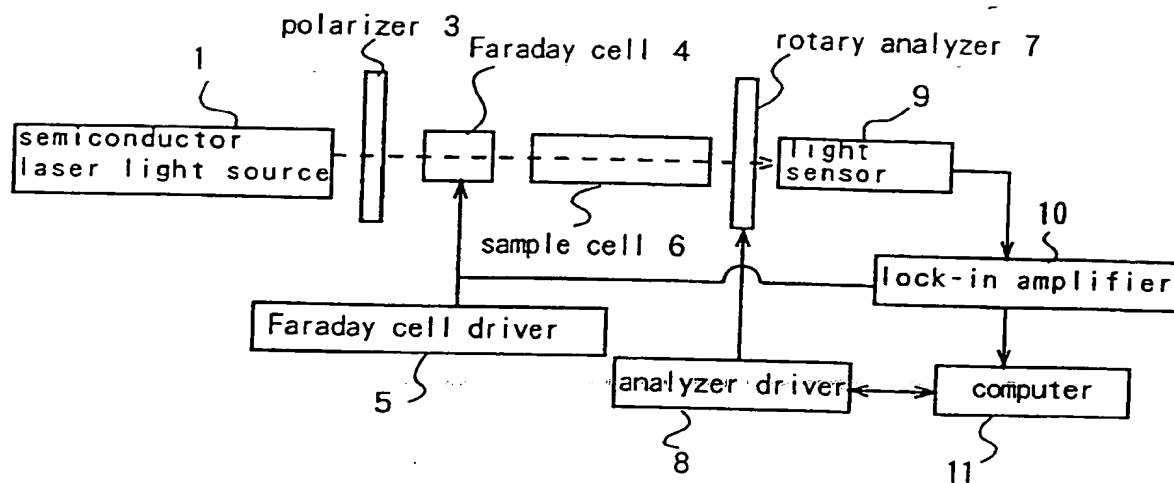 polarizer 3
Faraday cell 4
rotary analyzer 7
1
9
semiconductor
laser light source
light
sensor
10
sample cell 6
lock-in amplifier
Faraday cell driver
5
analyzer driver
computer
8
11